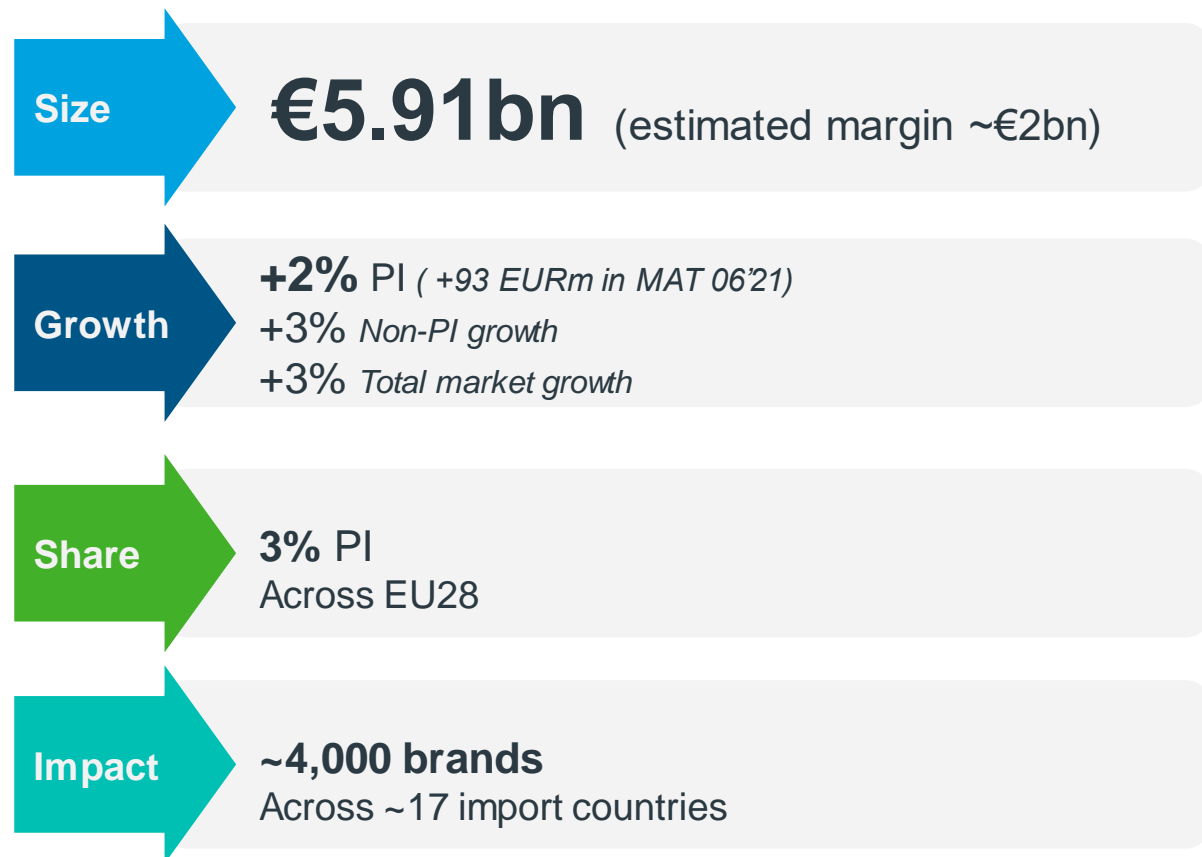 Size
€5.91bn (estimated margin ~€2bn)
Growth
+2% PI ( +93 EURm in MAT 06’21)
+3% Non-PI growth
+3% Total market growth
Share
3% PI
Across EU28
Impact
~4,000 brands
Across ~17 import countries